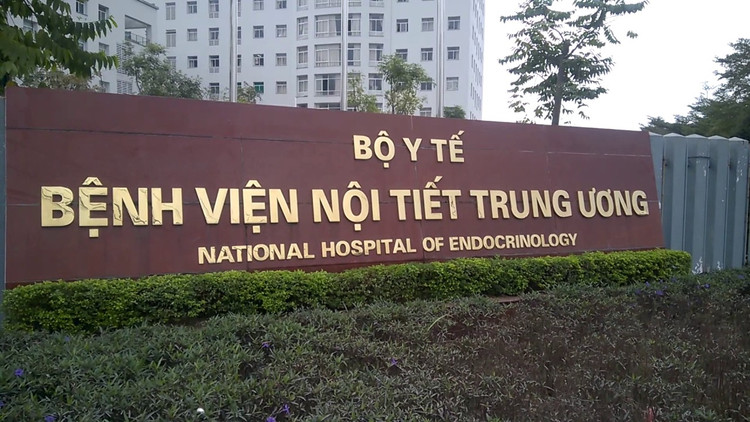 BỘ Y TẾ
BỆNH VIỆN NỘI TIẾT TRUNG ƯƠNG
NATIONAL HOSPITAL OF ENDOCRINOLOGY